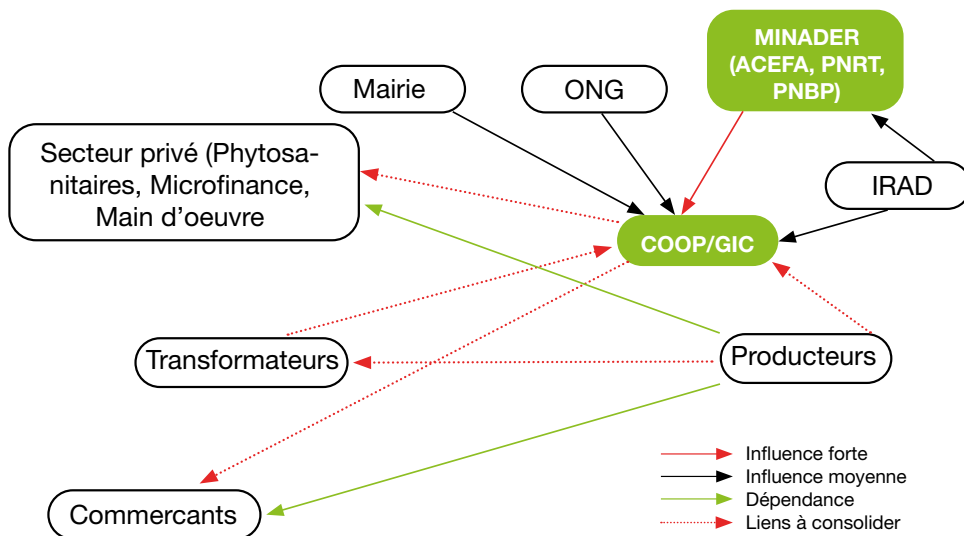 MINADER
(ACEFA, PNRT,
PNBP)
Mairie
ONG
Secteur privé (Phytosa-
nitaires, Microfinance,
Main d'oeuvre
IRAD
COOP/GIC
Transformateurs
Producteurs
Commercants
Influence forte
Influence moyenne
Dépendance
Liens à consolider